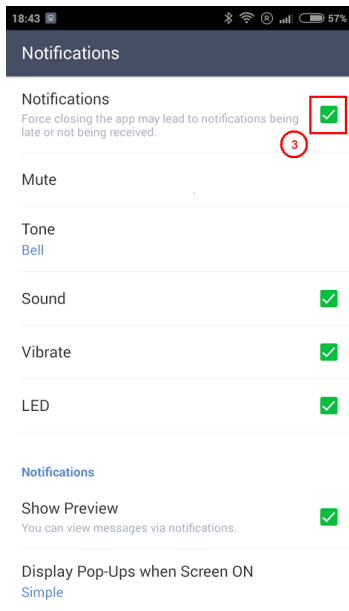 18:43 R 57%
Notifications
Notifications
Force closing the app may lead to notifications being
late or not being received.
3
Mute
Tone
Bell
Sound
Vibrate
LED
Notifications
Show Preview
You can view messages via notifications.
Display Pop-Ups when Screen ON
Simple